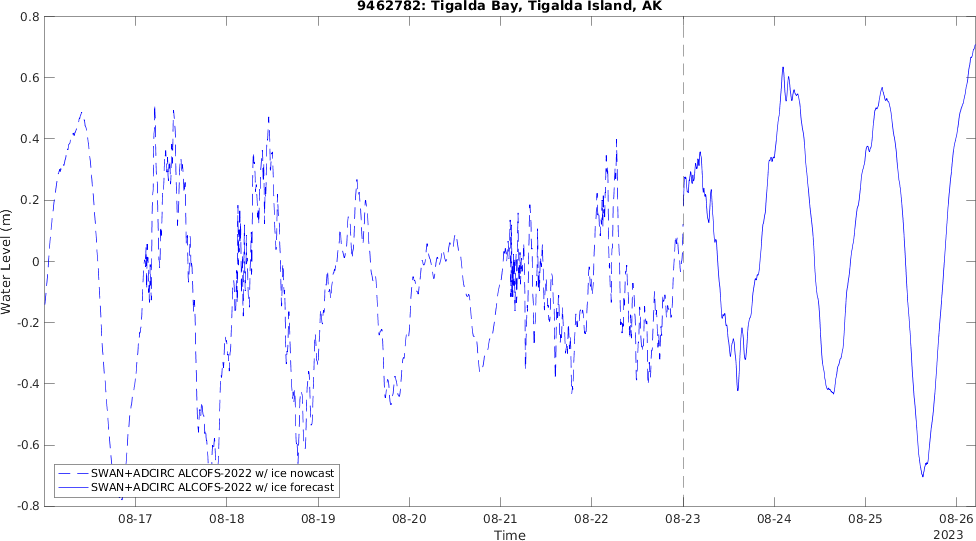 9462782: Tigalda Bay, Tigalda Island, AK
Water Level (m)
0.8
0.6
0.4
0.2
0
-0.2
-0.4
-0.6
-0.8
SWAN+ADCIRC ALCOFS-2022 w/ ice nowcast
SWAN+ADCIRC ALCOFS-2022 w/ ice forecast
08-17 08-18 08-19 08-20 08-21 08-22 08-23 08-24 08-25 08-26
2023
Time